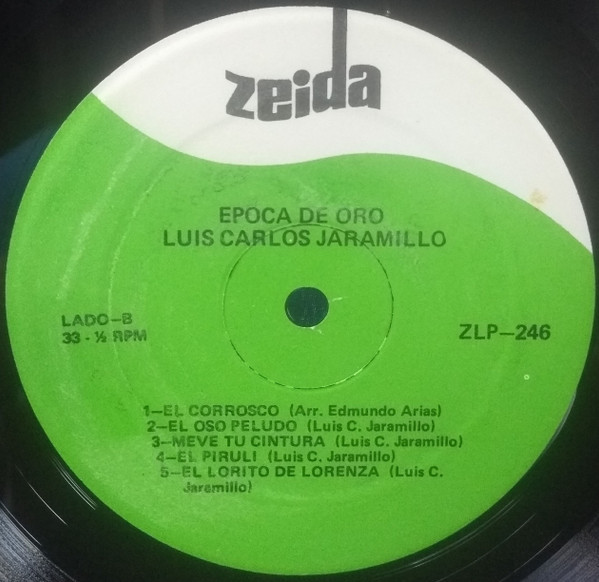 zeida
EPOCA DE ORO
LUIS CARLOS JARAMILLO
LADO-B
33 - ⅓ RPM
ZLP-246
1-EL CORROSCO (Arr. Edmundo Arias)
2-EL OSO PELUDO (Luis C. Jaramillo)
3-MEVE TU CINTURA (Luis C. Jaramillo)
4-EL PIRULI (Luis C. Jaramillo)
5-EL LORITO DE LORENZA (Luis C.
Jaramillo)